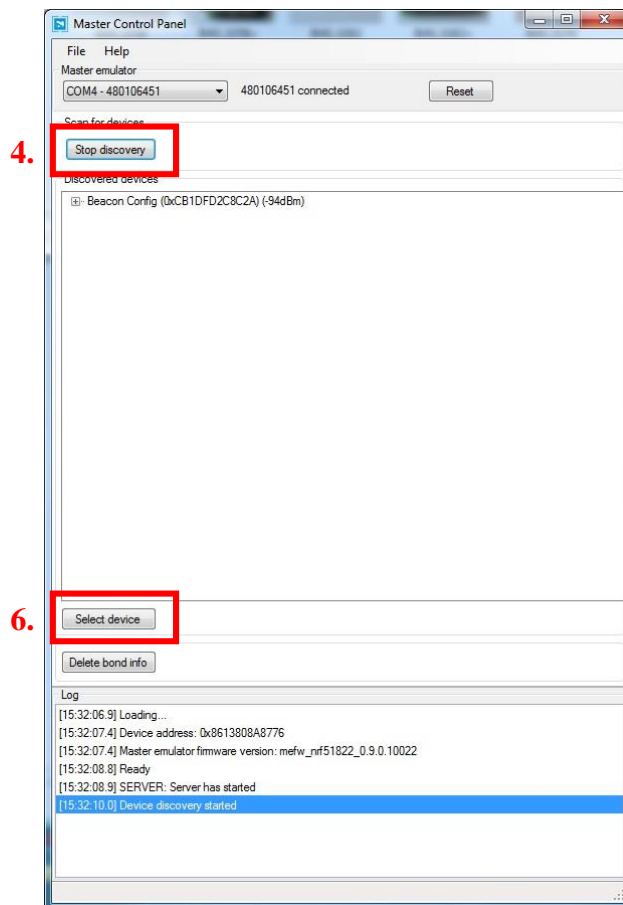 Master Control Panel
File Help
Master emulator
COM4 - 480106451 480106451 connected Reset
Scan for devices
4. Stop discovery
Discovered devices
Beacon Config (0xCB1DFD2C8C2A) (-94dBm)
6. Select device
Delete bond info
Log
[15:32:06.9] Loading...
[15:32:07.4] Device address: 0x8613808A8776
[15:32:07.4] Master emulator firmware version: mefw_nrf51822_0.9.0.10022
[15:32:08.8] Ready
[15:32:08.9] SERVER: Server has started
[15:32:10.0] Device discovery started